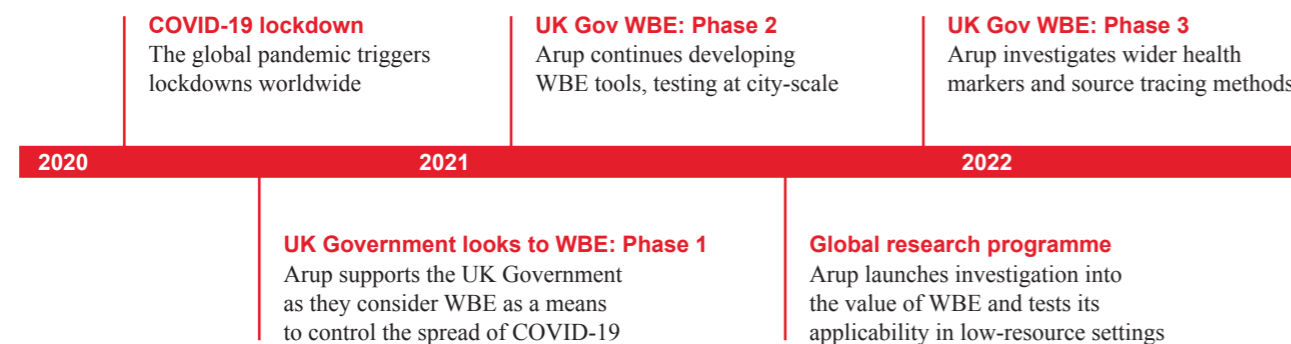 COVID-19 lockdown
The global pandemic triggers
lockdowns worldwide
UK Gov WBE: Phase 2
Arup continues developing
WBE tools, testing at city-scale
UK Gov WBE: Phase 3
Arup investigates wider health
markers and source tracing methods
2020
2021
2022
UK Government looks to WBE: Phase 1
Arup supports the UK Government
as they consider WBE as a means
to control the spread of COVID-19
Global research programme
Arup launches investigation into
the value of WBE and tests its
applicability in low-resource settings